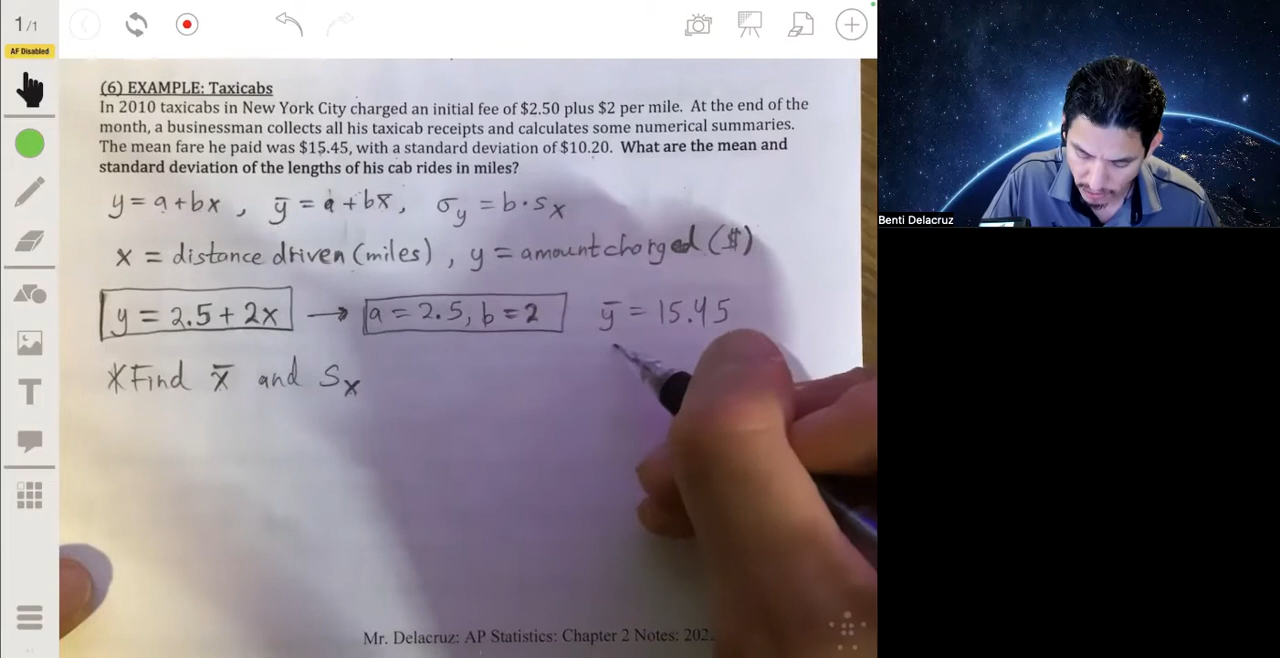 1/1
AF Disabled
(6) EXAMPLE: Taxicabs
In 2010 taxicabs in New York City charged an initial fee of $2.50 plus $2 per mile. At the end of the
month, a businessman collects all his taxicab receipts and calculates some numerical summaries.
The mean fare he paid was $15.45, with a standard deviation of $10.20. What are the mean and
standard deviation of the lengths of his cab rides in miles?
y = a + bx , ȳ = a + bx̄, σy = b · sx
x = distance driven (miles) , y = amount charged ($)
y = 2.5 + 2x → a = 2.5, b = 2 ȳ = 15.45
*Find x̄ and Sx
Mr. Delacruz: AP Statistics: Chapter 2 Notes:
Benti Delacruz
T